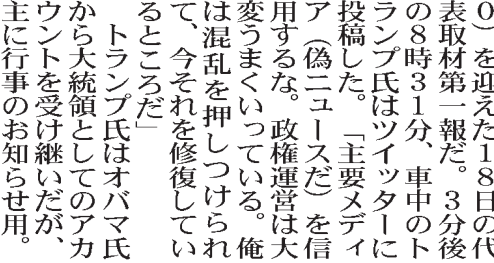 ０）を迎えた１８日の代
表取材第一報だ。３分後
の８時３１分、車中のト
ランプ氏はツイッターに
投稿した。「主要メディ
ア（偽ニュースだ）を信
用するな。政権運営は大
変うまくいっている。俺
は混乱を押しつけられ
て、今それを修復してい
るところだ」
　トランプ氏はオバマ氏
から大統領としてのアカ
ウントを受け継いだが、
主に行事のお知らせ用。